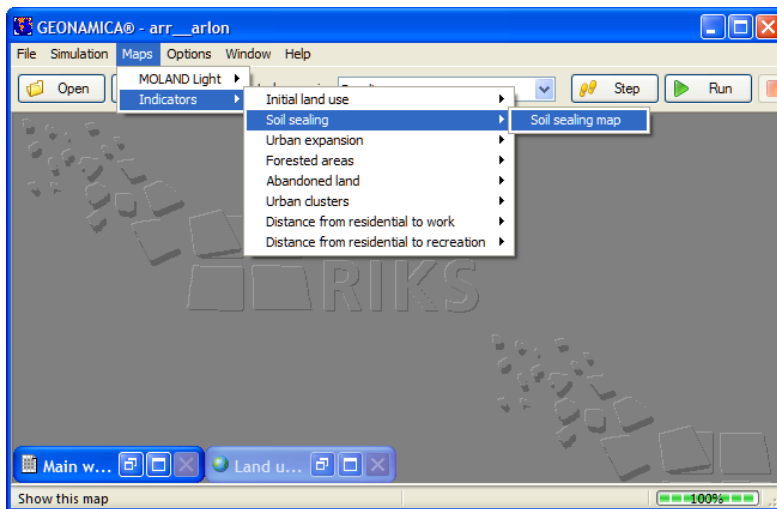 GEONAMICA® - arr__arlon
File Simulation Maps Options Window Help
Open
Step
Run
MOLAND Light
Indicators
Initial land use
Soil sealing
Soil sealing map
Urban expansion
Forested areas
Abandoned land
Urban clusters
Distance from residential to work
Distance from residential to recreation
RIKS
Main w... Land u...
Show this map 100%